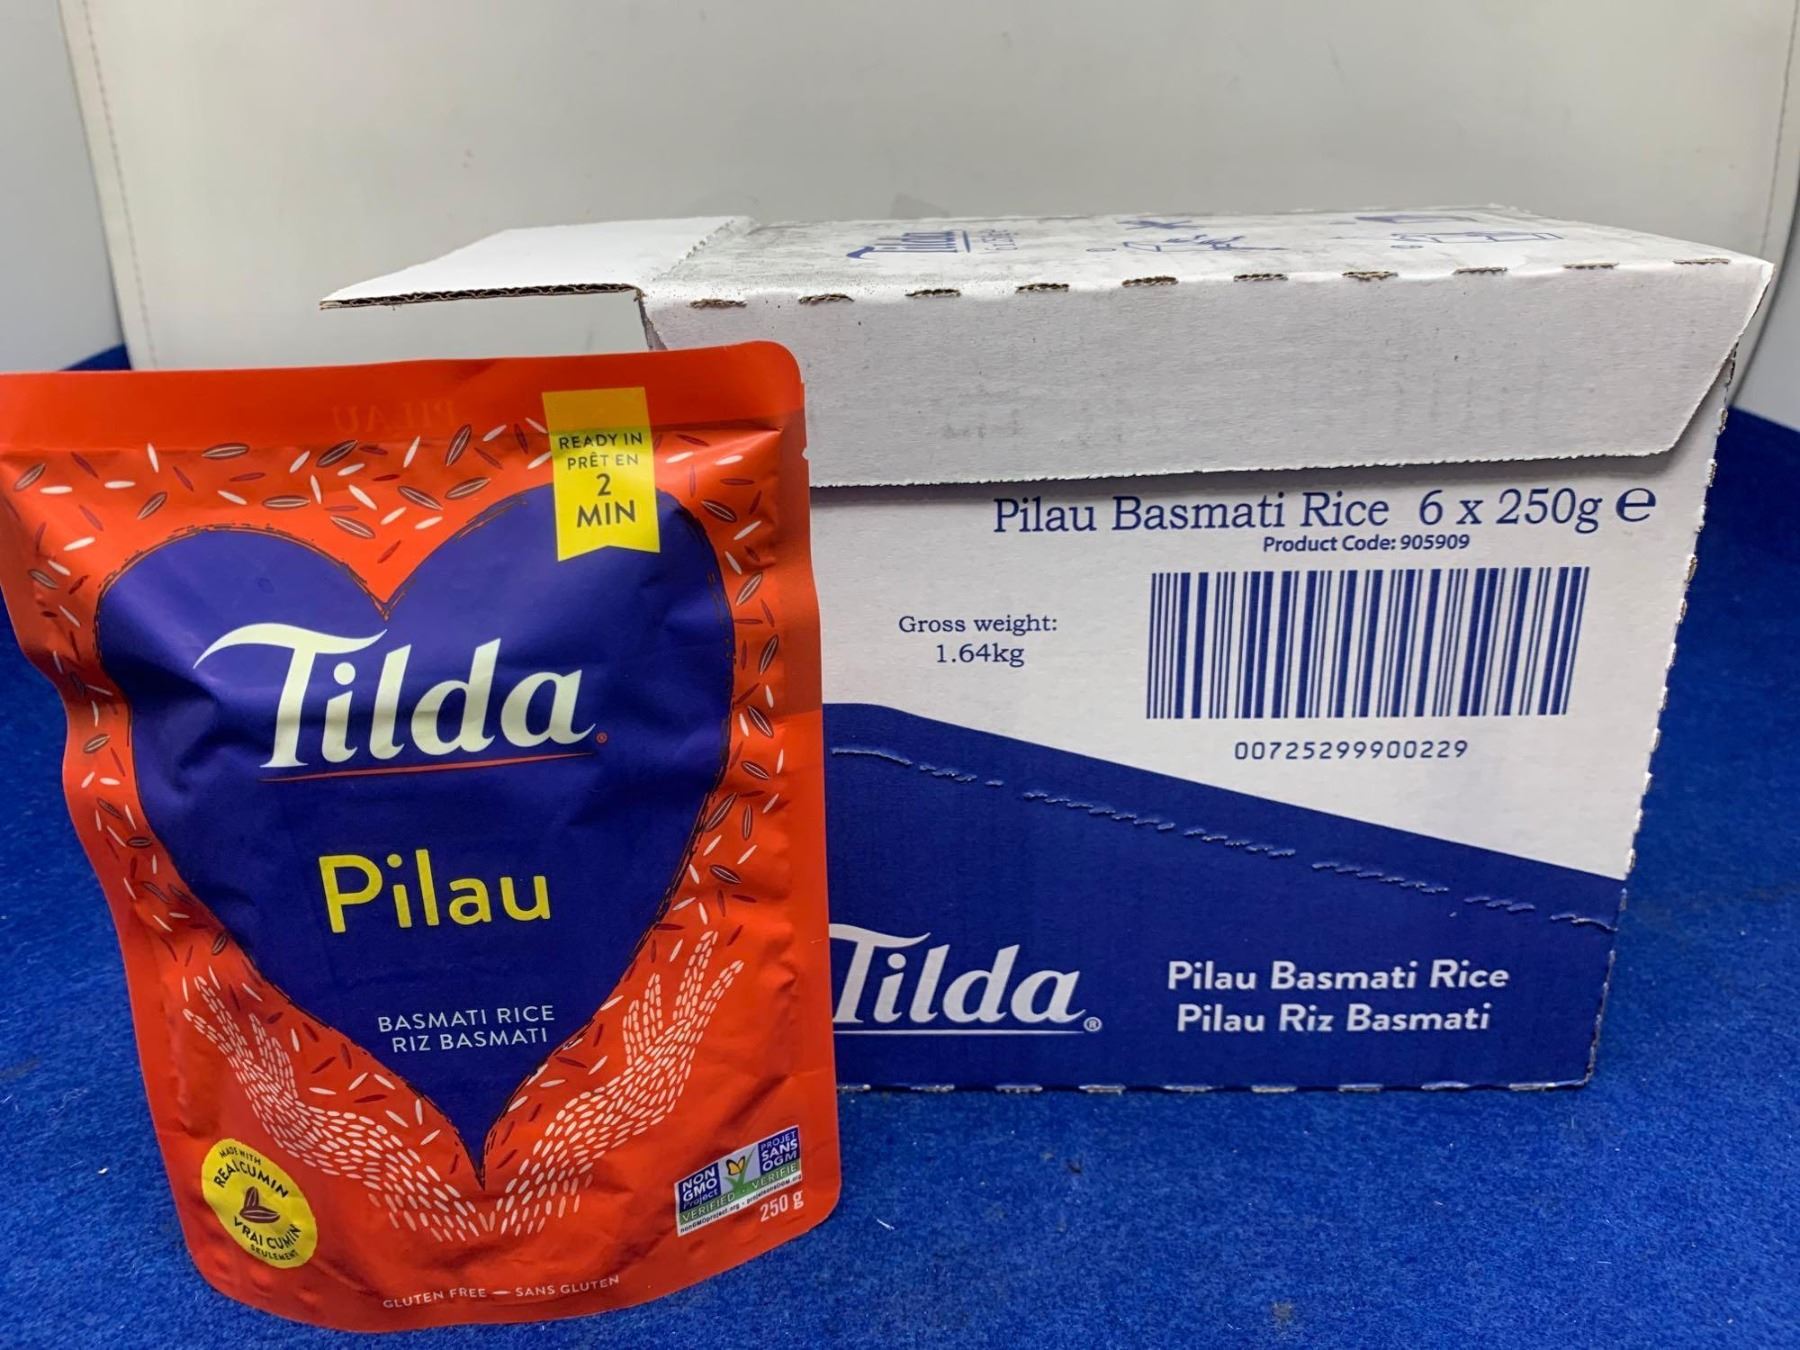 READY IN
PRÊT EN
2
MIN
Tilda
Pilau
BASMATI RICE
RIZ BASMATI
MADE WITH
REAL CUMIN
VRAI CUMIN
SEULEMENT
NON
GMO
Project
VERIFIED
PROJET
SANS
OGM
VERIFIÉ
250 g
GLUTEN FREE — SANS GLUTEN
Tilda
Pilau Basmati Rice 6 x 250g ℮
Product Code: 905909
Gross weight:
1.64kg
00725299900229
Tilda®
Pilau Basmati Rice
Pilau Riz Basmati